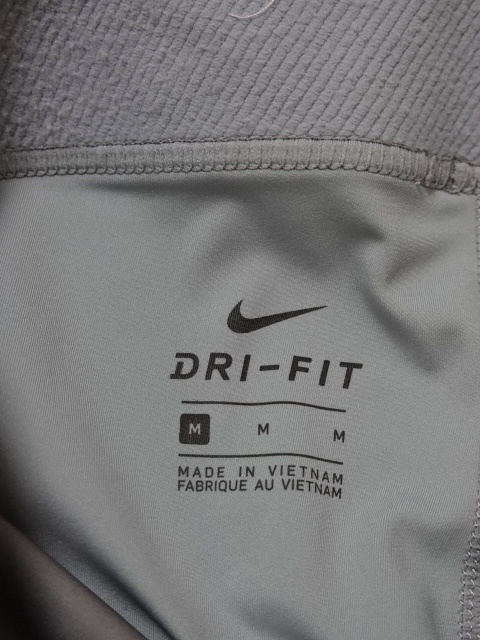 DRI-FIT
M M M
MADE IN VIETNAM
FABRIQUE AU VIETNAM